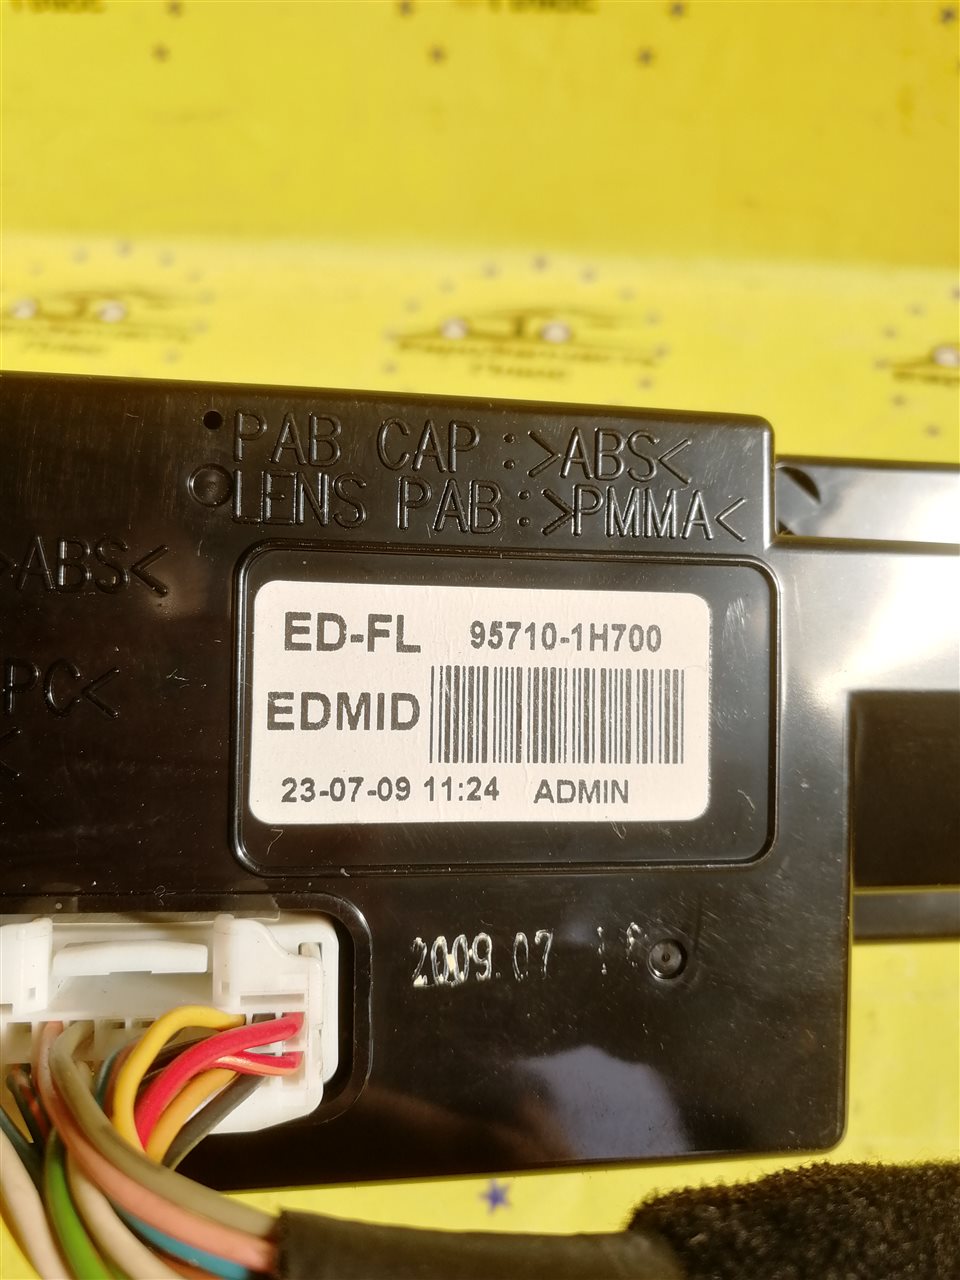 PAB CAP : >ABS<
LENS PAB : >PMMA<
>ABS<
PC<
ED-FL 95710-1H700
EDMID
23-07-09 11:24 ADMIN
2009.07